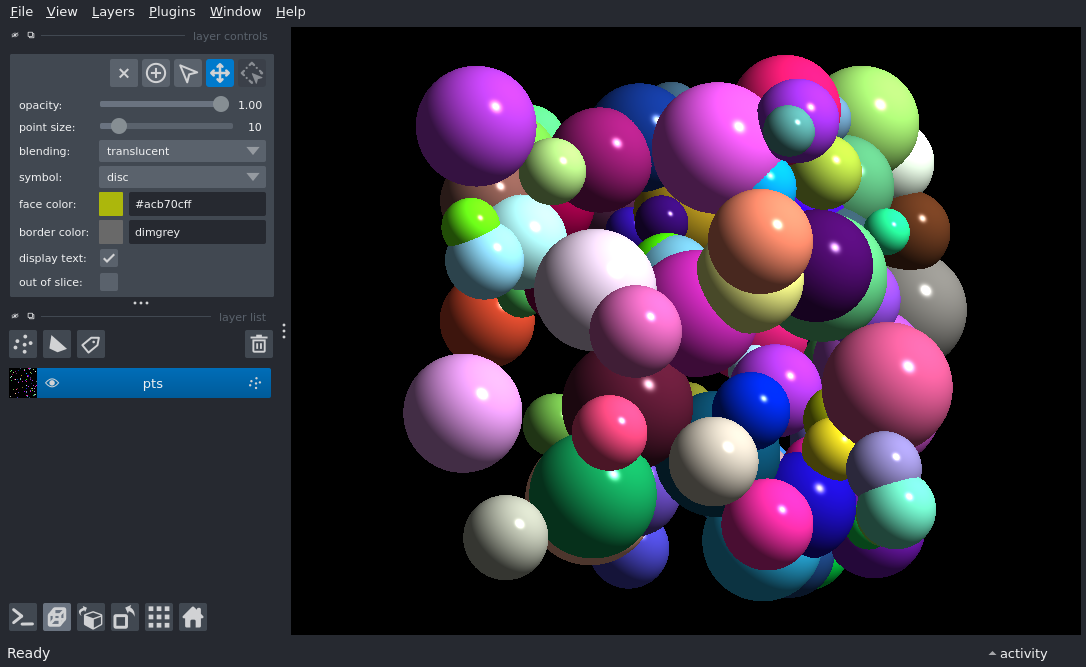 File View Layers Plugins Window Help
layer controls
opacity: 1.00
point size: 10
blending: translucent
symbol: disc
face color: #acb70cff
border color: dimgrey
display text:
out of slice:
layer list
pts
Ready
activity